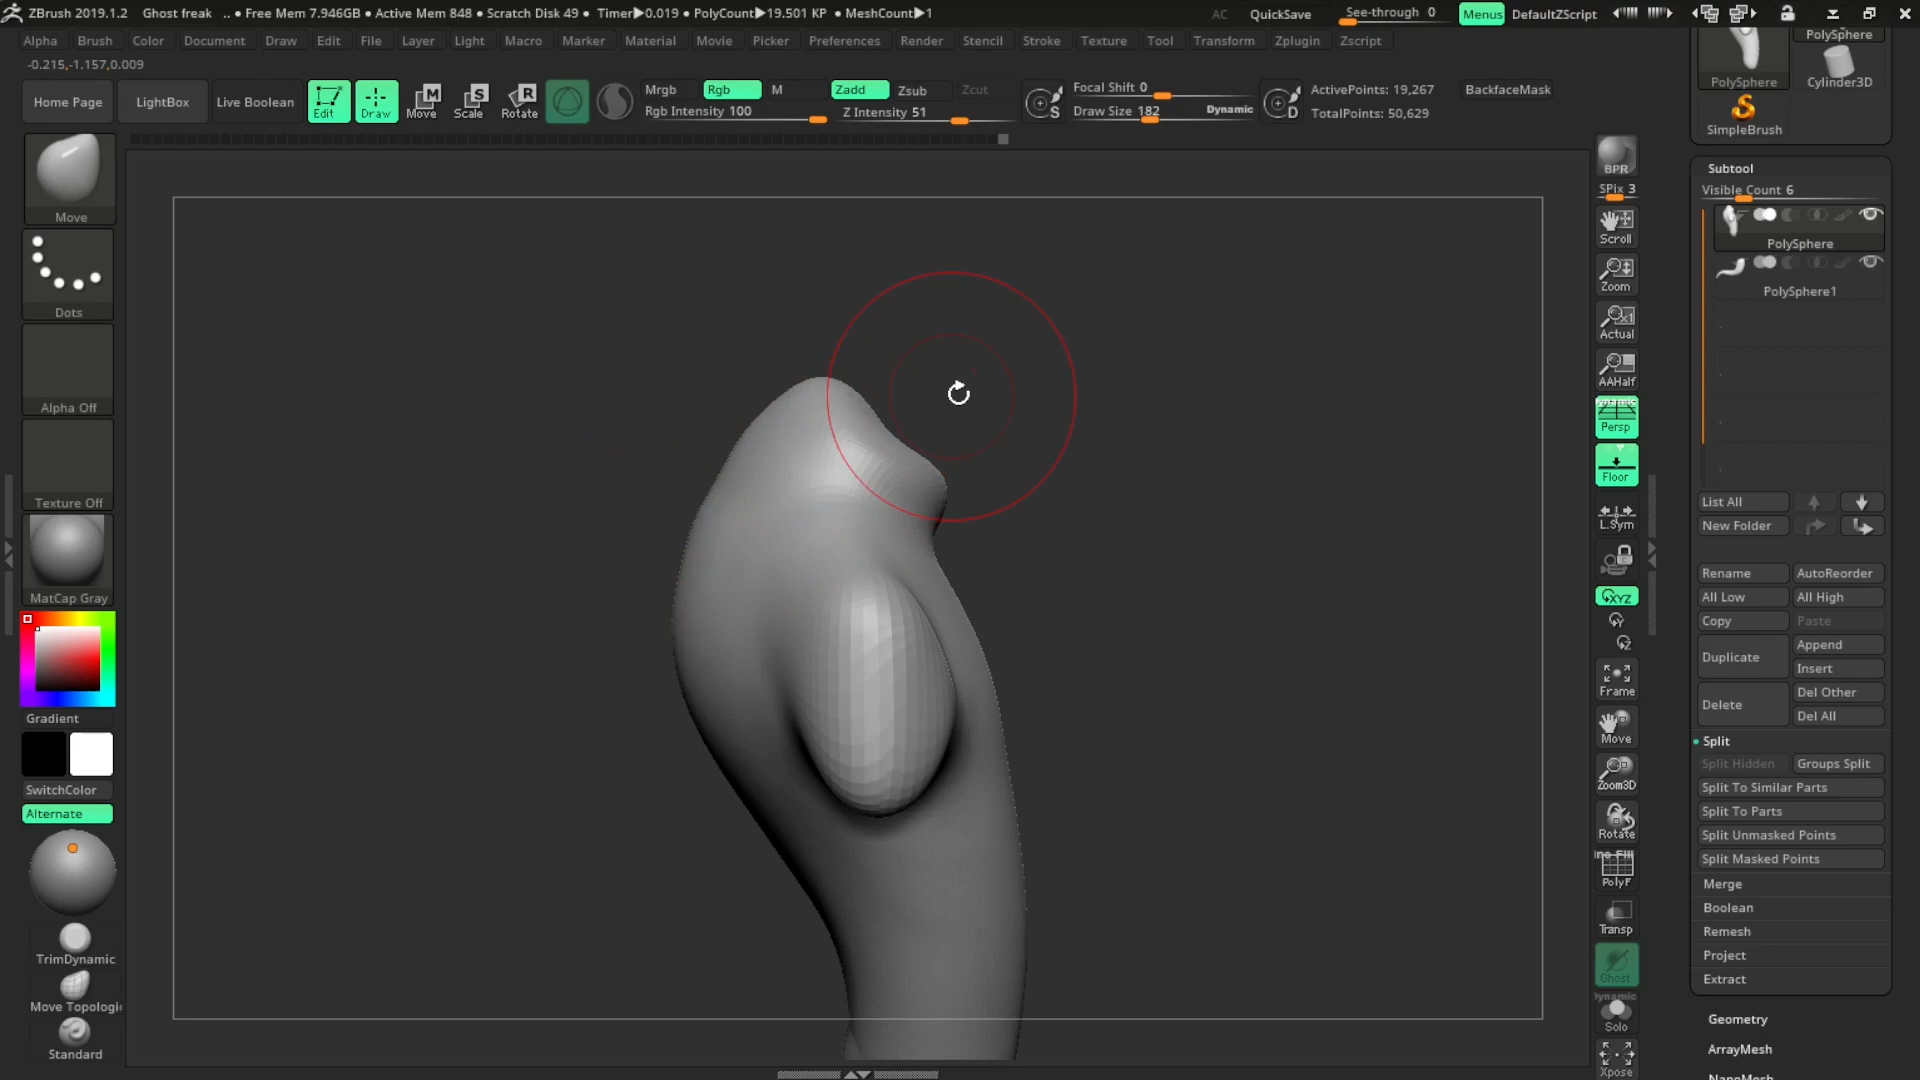 ZBrush 2019.1.2 Ghost freak .. • Free Mem 7.946GB • Active Mem 848 • Scratch Disk 49 • Timer▶0.019 • PolyCount▶19.501 KP • MeshCount▶1 AC QuickSave See-through 0 Menus DefaultZScript
Alpha Brush Color Document Draw Edit File Layer Light Macro Marker Material Movie Picker Preferences Render Stencil Stroke Texture Tool Transform Zplugin Zscript
-0.215,-1.157,0.009
Home Page LightBox Live Boolean Edit Draw Move Scale Rotate
Mrgb Rgb M Zadd Zsub Zcut
Rgb Intensity 100 Z Intensity 51
Focal Shift 0
Draw Size 182 Dynamic
ActivePoints: 19,267
TotalPoints: 50,629
BackfaceMask
Move
Dots
Alpha Off
Texture Off
MatCap Gray
Gradient
SwitchColor
Alternate
TrimDynamic
Move Topologi
Standard
BPR
SPix 3
Scroll
Zoom
Actual
AAHalf
Persp
Floor
L.Sym
XYZ
Y
Z
Frame
Move
Zoom3D
Rotate
PolyF
Transp
Ghost
Dynamic
Solo
Xpose
PolySphere
PolySphere
Cylinder3D
SimpleBrush
Subtool
Visible Count 6
PolySphere
PolySphere1
List All
New Folder
Rename AutoReorder
All Low All High
Copy Paste
Duplicate Append
Insert
Delete Del Other
Del All
Split
Split Hidden Groups Split
Split To Similar Parts
Split To Parts
Split Unmasked Points
Split Masked Points
Merge
Boolean
Remesh
Project
Extract
Geometry
ArrayMesh
NanoMesh